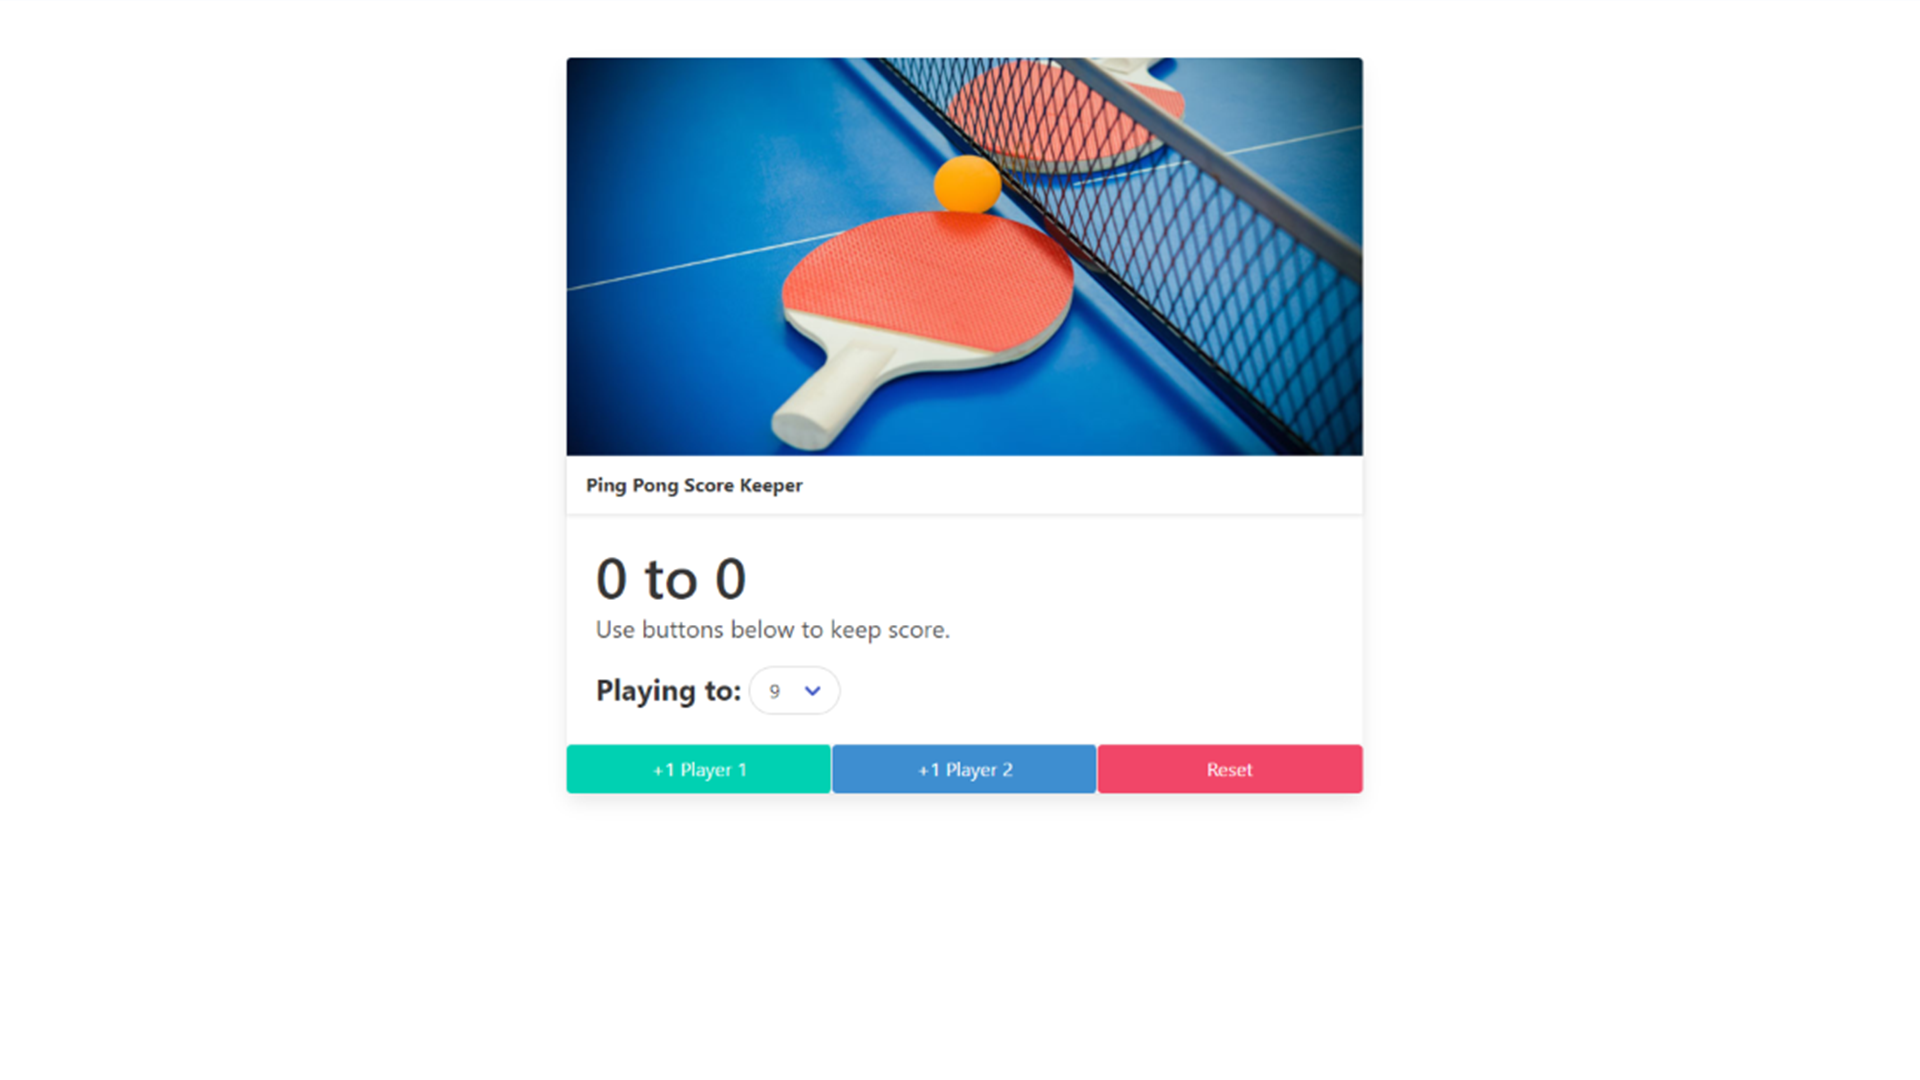 Ping Pong Score Keeper
0 to 0
Use buttons below to keep score.
Playing to: 9
+1 Player 1 +1 Player 2 Reset